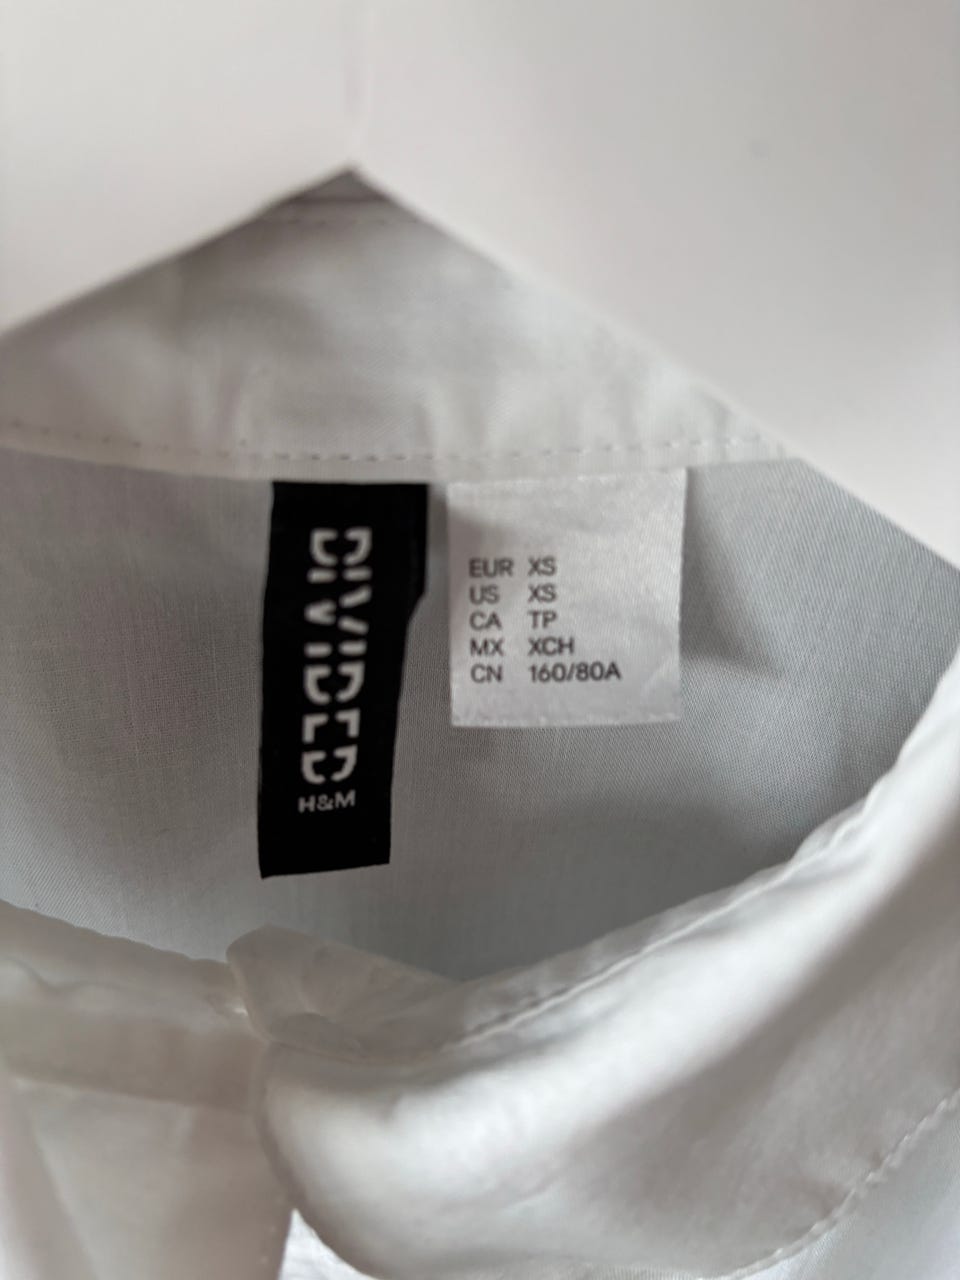 DIVIDED
H&M
EUR XS
US XS
CA TP
MX XCH
CN 160/80A